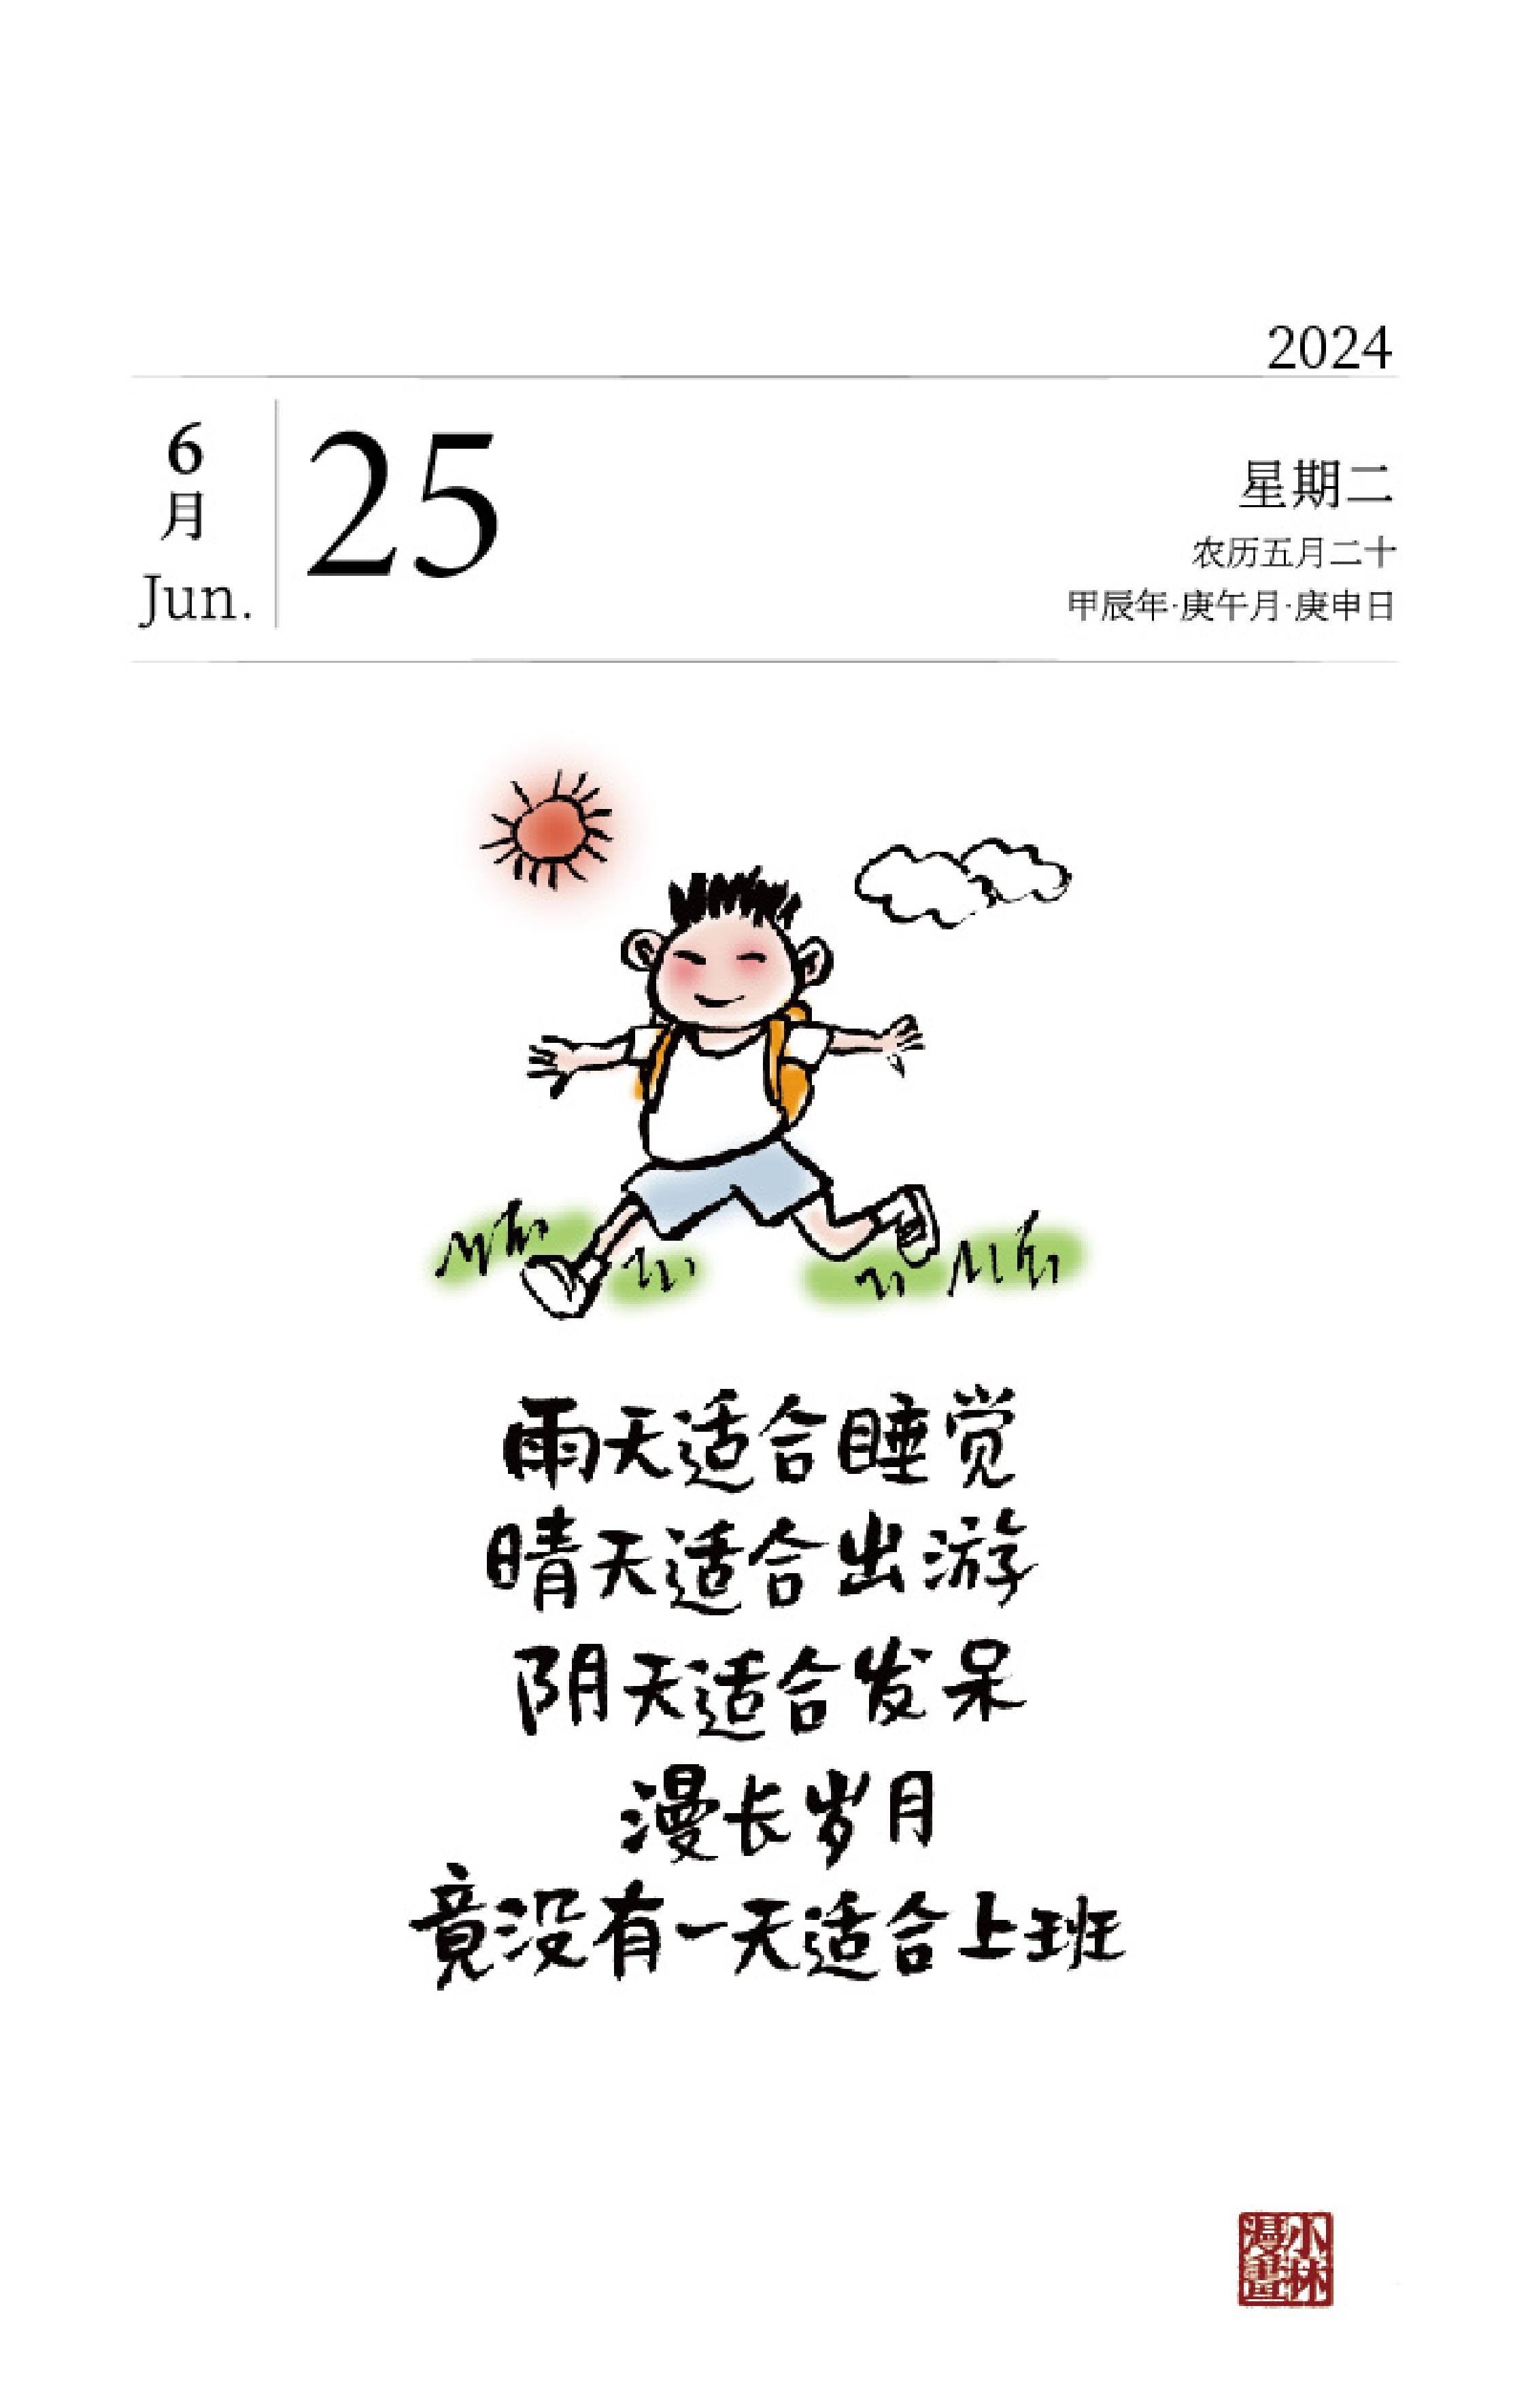 2024
6
月
Jun.
25
星期二
农历五月二十
甲辰年·庚午月·庚申日
雨天适合睡觉
晴天适合出游
阴天适合发呆
漫长岁月
竟没有一天适合上班
小林
漫畫